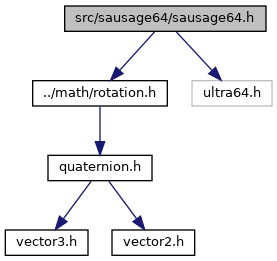 src/sausage64/sausage64.h
../math/rotation.h
ultra64.h
quaternion.h
vector3.h
vector2.h